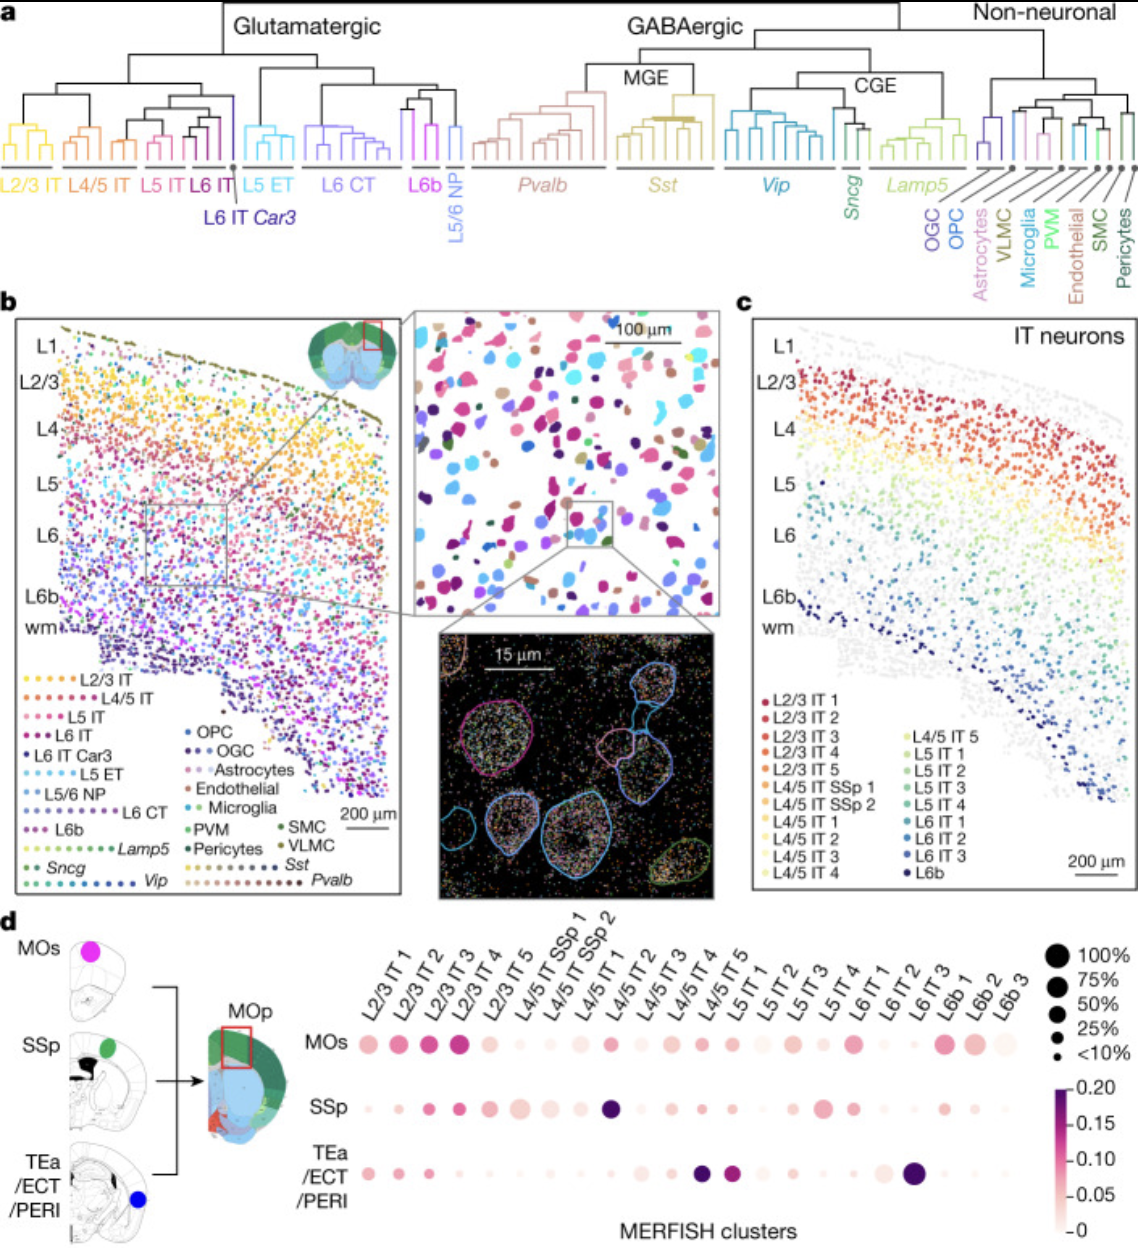 a
Glutamatergic
GABAergic
Non-neuronal
MGE
CGE
L2/3 IT
L4/5 IT
L5 IT
L6 IT
L5 ET
L6 CT
L6b
L5/6 NP
Pvalb
Sst
Vip
Sncg
Lamp5
L6 IT Car3
OGC
OPC
Astrocytes
VLMC
Microglia
PVM
Endothelial
SMC
Pericytes
b
L1
L2/3
L4
L5
L6
L6b
wm
L2/3 IT
L4/5 IT
L5 IT
L6 IT
L6 IT Car3
L5 ET
L5/6 NP
L6 CT
L6b
Lamp5
Sncg
Vip
OPC
OGC
Astrocytes
Endothelial
Microglia
PVM
Pericytes
SMC
VLMC
Sst
Pvalb
200 µm
100 µm
15 µm
c
IT neurons
L1
L2/3
L4
L5
L6
L6b
wm
L2/3 IT 1
L2/3 IT 2
L2/3 IT 3
L2/3 IT 4
L2/3 IT 5
L4/5 IT SSp 1
L4/5 IT SSp 2
L4/5 IT 1
L4/5 IT 2
L4/5 IT 3
L4/5 IT 4
L4/5 IT 5
L5 IT 1
L5 IT 2
L5 IT 3
L5 IT 4
L6 IT 1
L6 IT 2
L6 IT 3
L6b
200 µm
d
MOs
SSp
TEa
/ECT
/PERI
MOp
L2/3 IT 1
L2/3 IT 2
L2/3 IT 3
L2/3 IT 4
L2/3 IT 5
L4/5 IT SSp 1
L4/5 IT SSp 2
L4/5 IT 1
L4/5 IT 2
L4/5 IT 3
L4/5 IT 4
L4/5 IT 5
L5 IT 1
L5 IT 2
L5 IT 3
L5 IT 4
L6 IT 1
L6 IT 2
L6 IT 3
L6b 1
L6b 2
L6b 3
MOs
SSp
TEa
/ECT
/PERI
MERFISH clusters
100%
75%
50%
25%
<10%
0.20
0.15
0.10
0.05
0